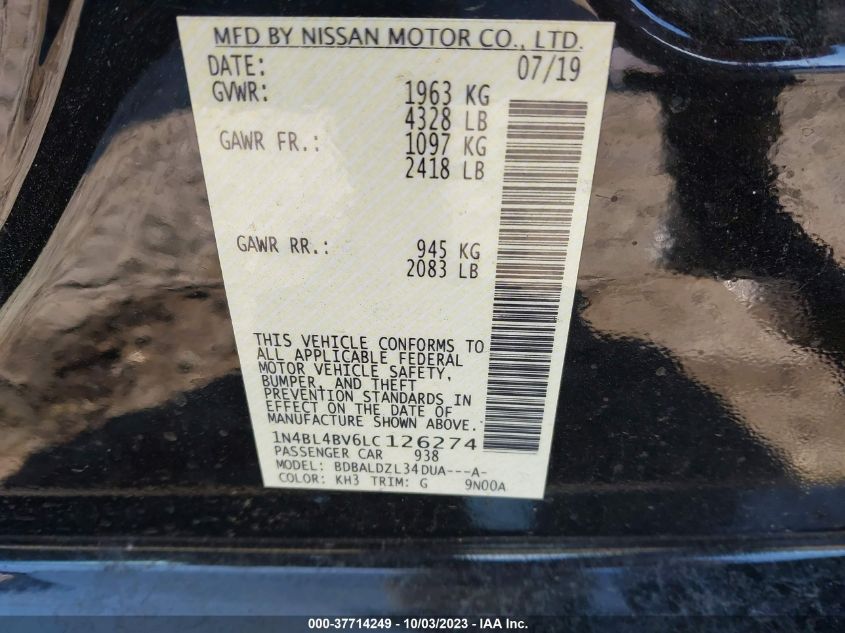 MFD BY NISSAN MOTOR CO., LTD.
DATE: 07/19
GVWR: 1963 KG
4328 LB
GAWR FR.: 1097 KG
2418 LB
GAWR RR.: 945 KG
2083 LB
THIS VEHICLE CONFORMS TO
ALL APPLICABLE FEDERAL
MOTOR VEHICLE SAFETY,
BUMPER, AND THEFT
PREVENTION STANDARDS IN
EFFECT ON THE DATE OF
MANUFACTURE SHOWN ABOVE.
1N4BL4BV6LC126274
PASSENGER CAR 938
MODEL: BDBALDZL34DUA---A-
COLOR: KH3 TRIM: G 9N00A
000-37714249 - 10/03/2023 - IAA Inc.